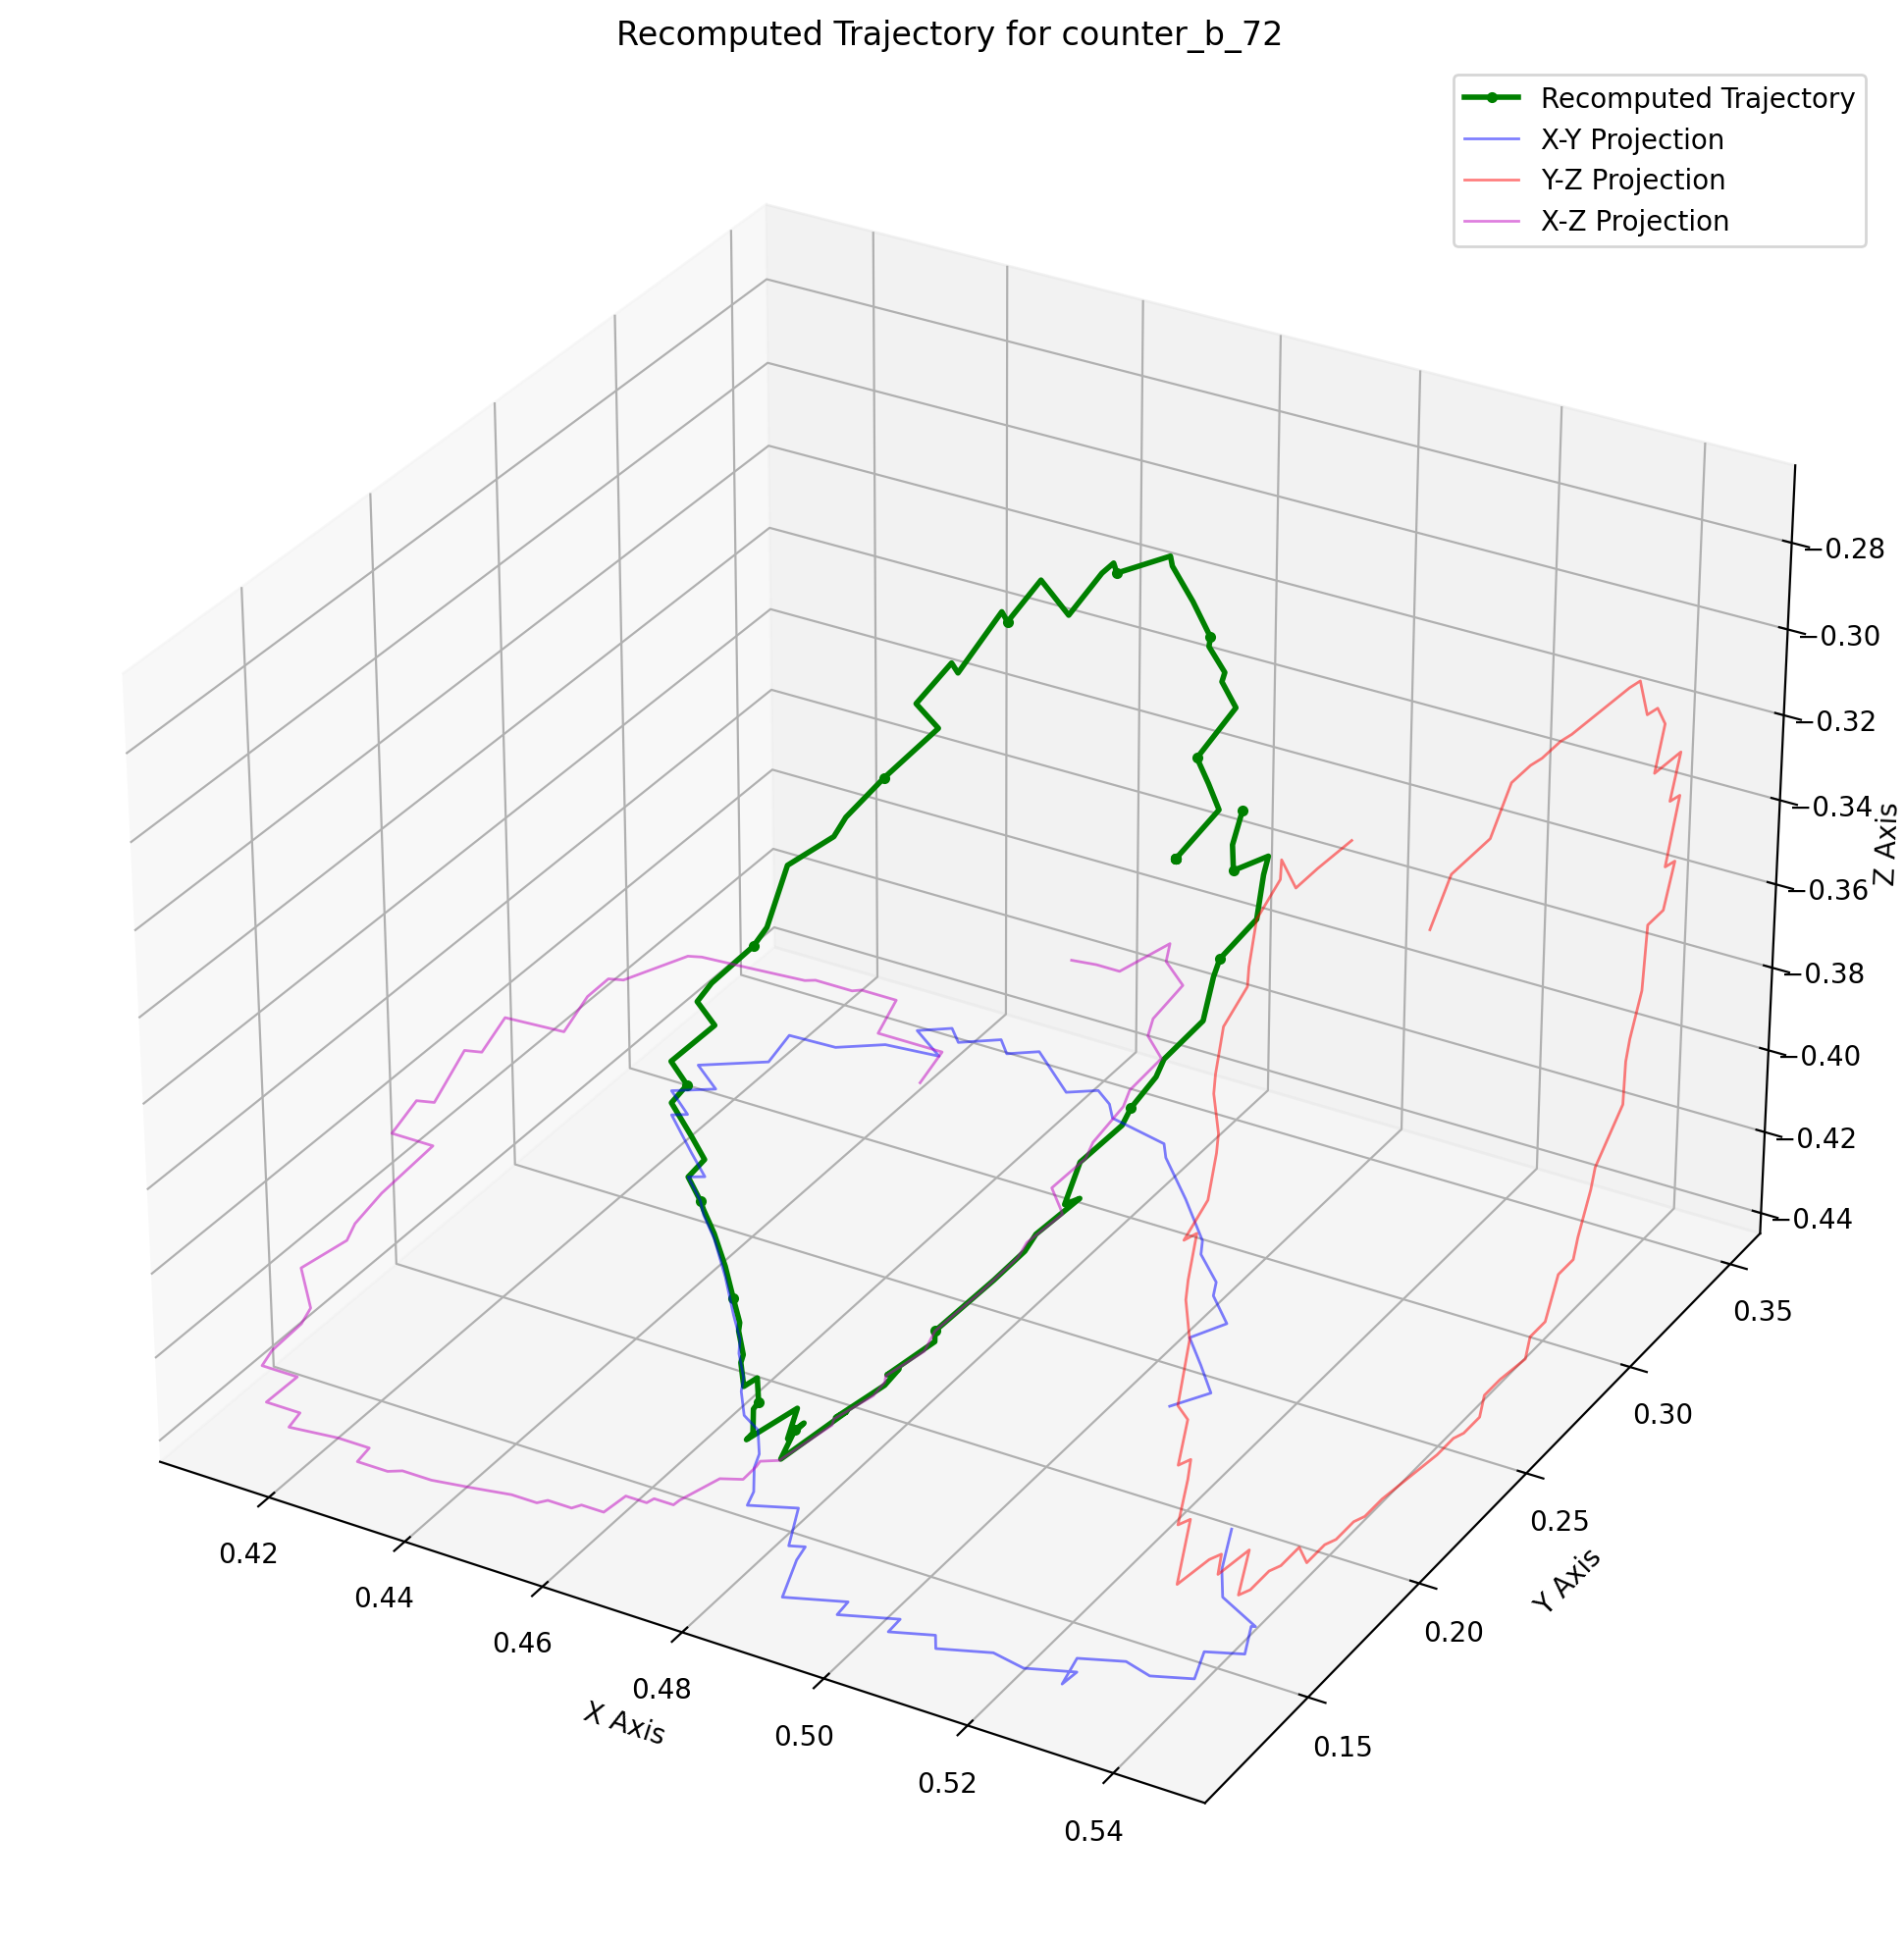 Recomputed Trajectory for counter_b_72
Recomputed Trajectory
X-Y Projection
Y-Z Projection
X-Z Projection
−0.28
−0.30
−0.32
−0.34
−0.36
−0.38
−0.40
−0.42
−0.44
Z Axis
0.35
0.30
0.25
0.20
0.15
Y Axis
0.42
0.44
0.46
0.48
0.50
0.52
0.54
X Axis